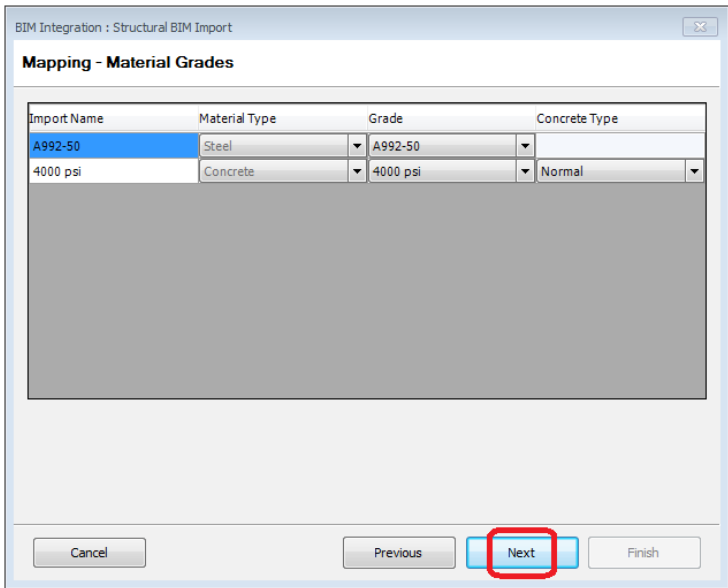 BIM Integration : Structural BIM Import
Mapping - Material Grades
Import Name Material Type Grade Concrete Type
A992-50 Steel A992-50
4000 psi Concrete 4000 psi Normal
Cancel Previous Next Finish